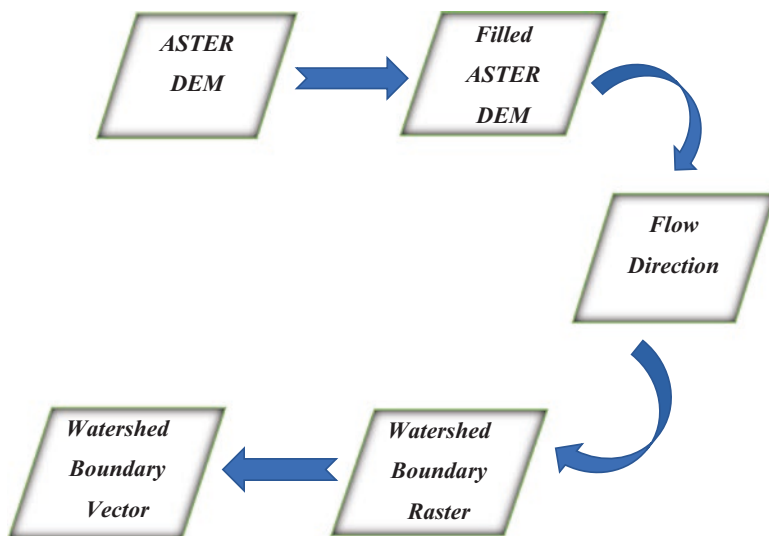 ASTER
DEM
Filled
ASTER
DEM
Flow
Direction
Watershed
Boundary
Raster
Watershed
Boundary
Vector